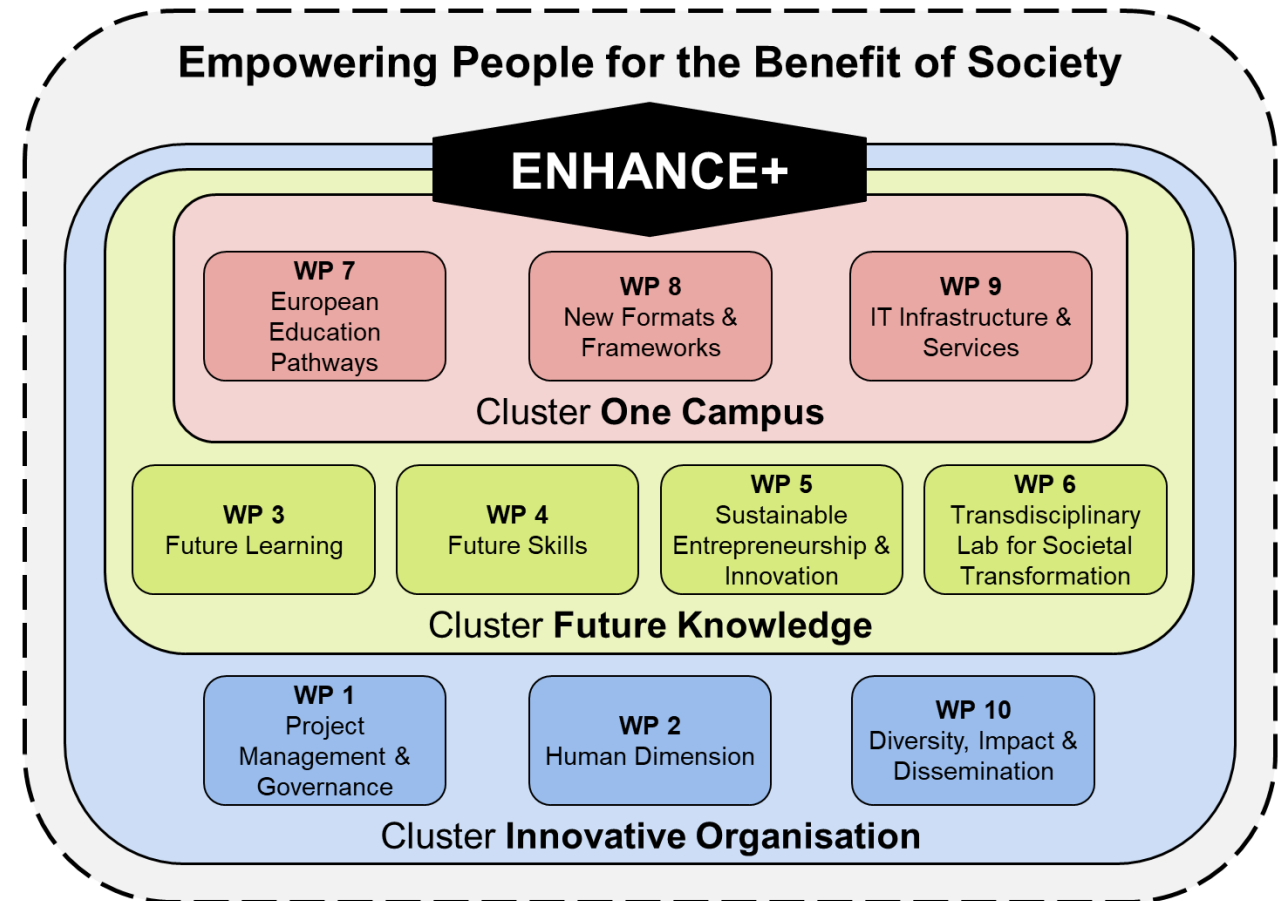 Empowering People for the Benefit of Society
ENHANCE+
WP 7
European
Education
Pathways
WP 8
New Formats &
Frameworks
WP 9
IT Infrastructure &
Services
Cluster One Campus
WP 3
Future Learning
WP 4
Future Skills
WP 5
Sustainable
Entrepreneurship &
Innovation
WP 6
Transdisciplinary
Lab for Societal
Transformation
Cluster Future Knowledge
WP 1
Project
Management &
Governance
WP 2
Human Dimension
WP 10
Diversity, Impact &
Dissemination
Cluster Innovative Organisation